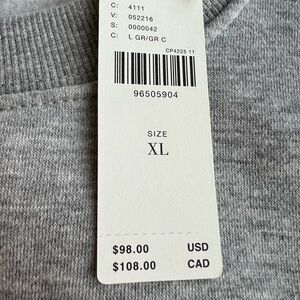 C: 4111
V: 052216
S: 0000042
C: L GR/GR C
CP4225 11
96505904
SIZE
XL
$98.00 USD
$108.00 CAD